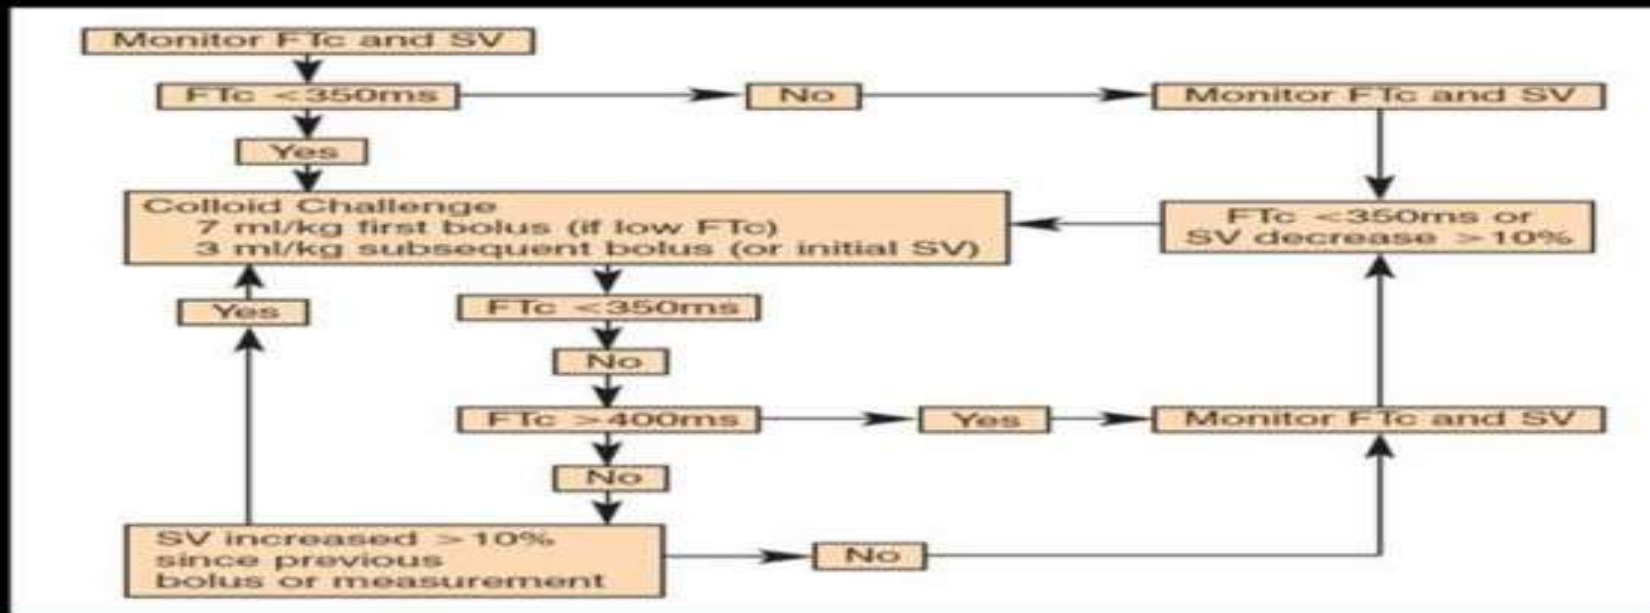 Monitor FTc and SV
FTc <350ms
No
Monitor FTc and SV
Yes
Colloid Challenge
7 ml/kg first bolus (if low FTc)
3 ml/kg subsequent bolus (or initial SV)
FTc <350ms or
SV decrease >10%
Yes
FTc <350ms
No
FTc >400ms
Yes
Monitor FTc and SV
No
SV increased >10%
since previous
bolus or measurement
No